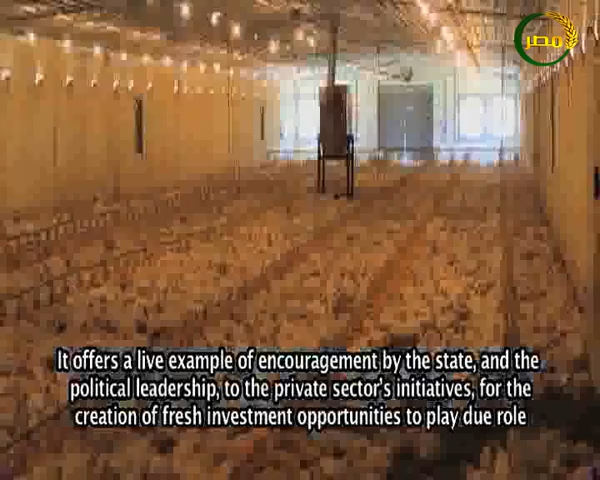 مصر
It offers a live example of encouragement by the state, and the
political leadership, to the private sector's initiatives, for the
creation of fresh investment opportunities to play due role